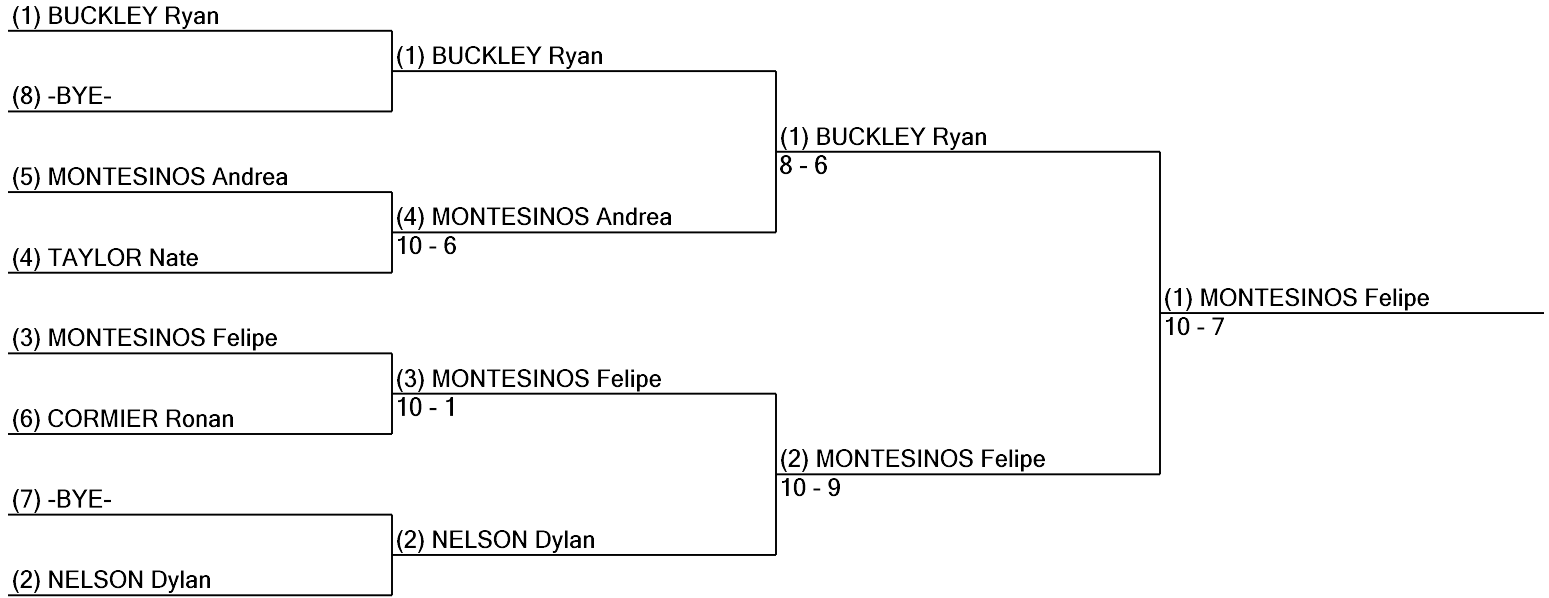 (1) BUCKLEY Ryan
(8) -BYE-
(5) MONTESINOS Andrea
(4) TAYLOR Nate
(3) MONTESINOS Felipe
(6) CORMIER Ronan
(7) -BYE-
(2) NELSON Dylan
(1) BUCKLEY Ryan
(4) MONTESINOS Andrea
10 - 6
(3) MONTESINOS Felipe
10 - 1
(2) NELSON Dylan
(1) BUCKLEY Ryan
8 - 6
(2) MONTESINOS Felipe
10 - 9
(1) MONTESINOS Felipe
10 - 7